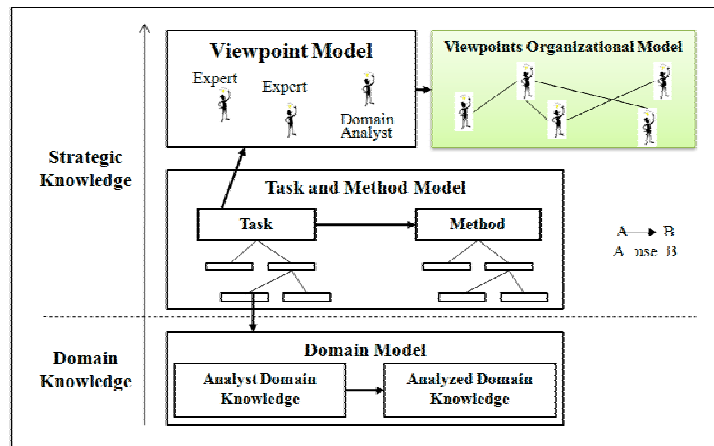 Viewpoint Model
Expert
Expert
Domain
Analyst
Viewpoints Organizational Model
Strategic
Knowledge
Task and Method Model
Task
Method
A B
A use B
Domain
Knowledge
Domain Model
Analyst Domain
Knowledge
Analyzed Domain
Knowledge